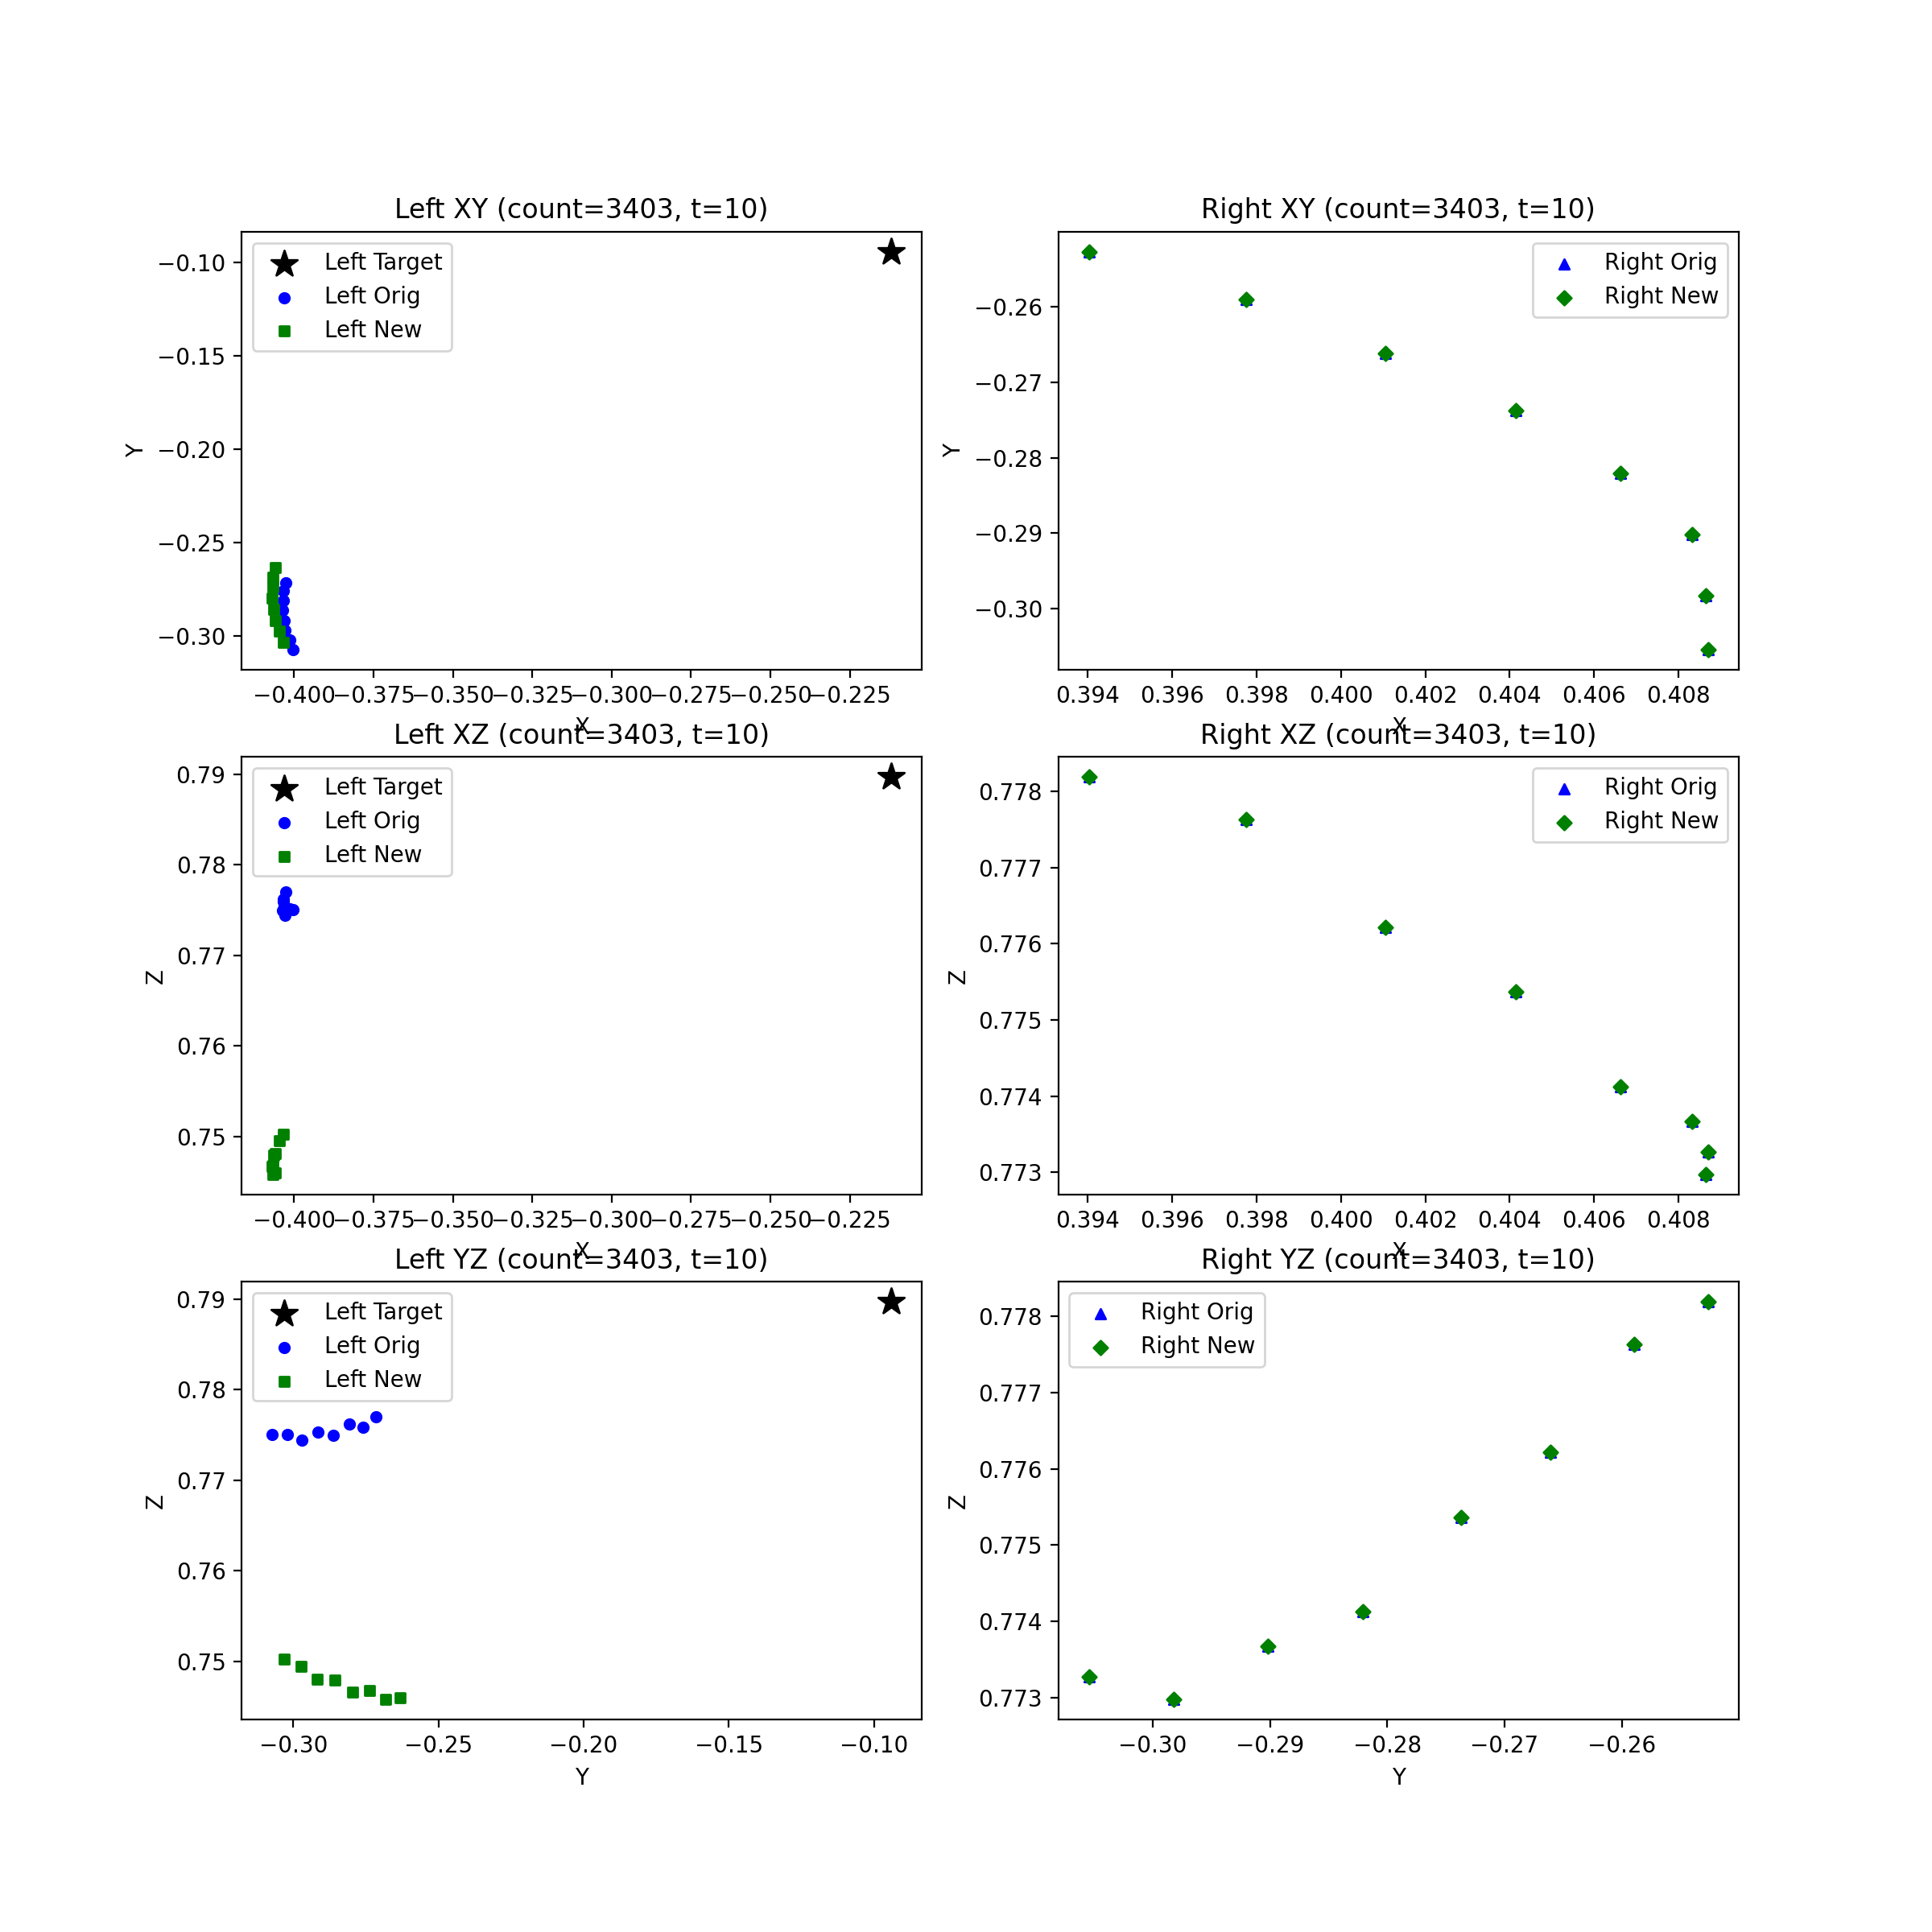 Left XY (count=3403, t=10)
Left Target
Left Orig
Left New
−0.10
−0.15
−0.20
−0.25
−0.30
Y
−0.400 −0.375 −0.350 −0.325 −0.300 −0.275 −0.250 −0.225
X
Right XY (count=3403, t=10)
Right Orig
Right New
−0.26
−0.27
−0.28
−0.29
−0.30
Y
0.394 0.396 0.398 0.400 0.402 0.404 0.406 0.408
X
Left XZ (count=3403, t=10)
Left Target
Left Orig
Left New
0.79
0.78
0.77
0.76
0.75
Z
−0.400 −0.375 −0.350 −0.325 −0.300 −0.275 −0.250 −0.225
X
Right XZ (count=3403, t=10)
Right Orig
Right New
0.778
0.777
0.776
0.775
0.774
0.773
Z
0.394 0.396 0.398 0.400 0.402 0.404 0.406 0.408
X
Left YZ (count=3403, t=10)
Left Target
Left Orig
Left New
0.79
0.78
0.77
0.76
0.75
Z
−0.30 −0.25 −0.20 −0.15 −0.10
Y
Right YZ (count=3403, t=10)
Right Orig
Right New
0.778
0.777
0.776
0.775
0.774
0.773
Z
−0.30 −0.29 −0.28 −0.27 −0.26
Y